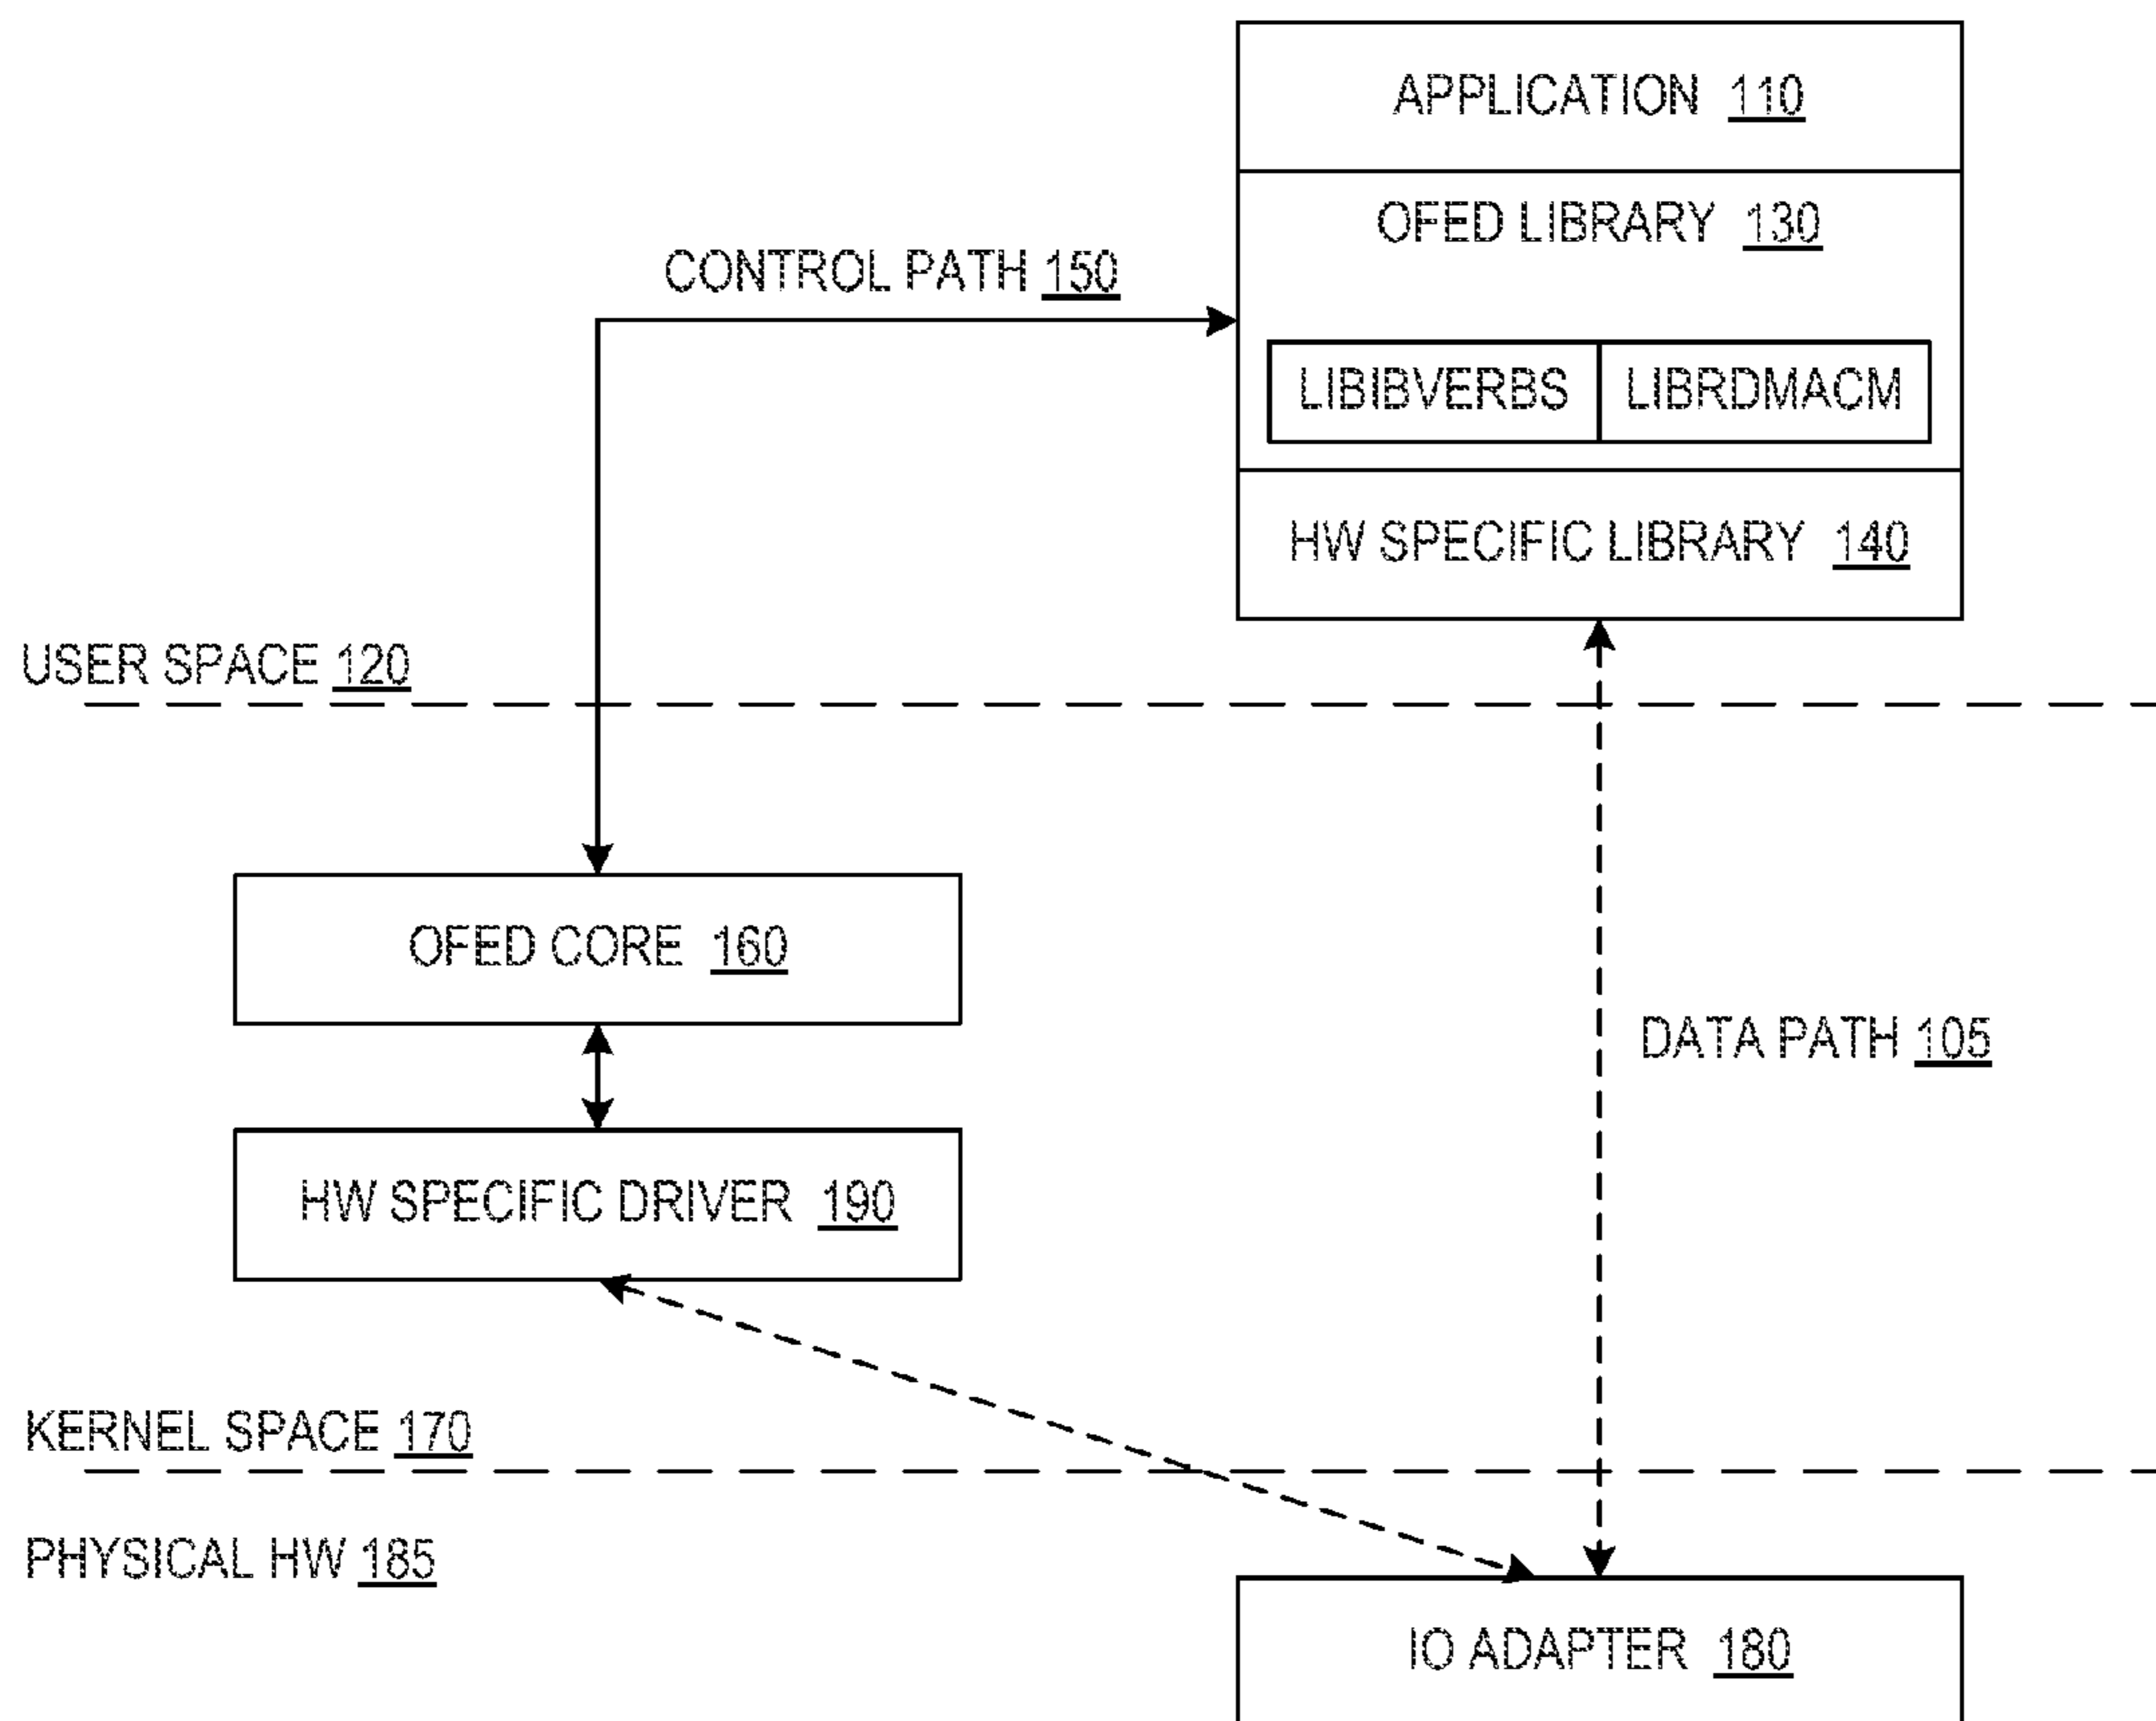 APPLICATION 110
OFED LIBRARY 130
CONTROL PATH 150
LIBIBVERBS LIBRDMACM
HW SPECIFIC LIBRARY 140
USER SPACE 120
OFED CORE 160
DATA PATH 105
HW SPECIFIC DRIVER 190
KERNEL SPACE 170
PHYSICAL HW 185
IO ADAPTER 180